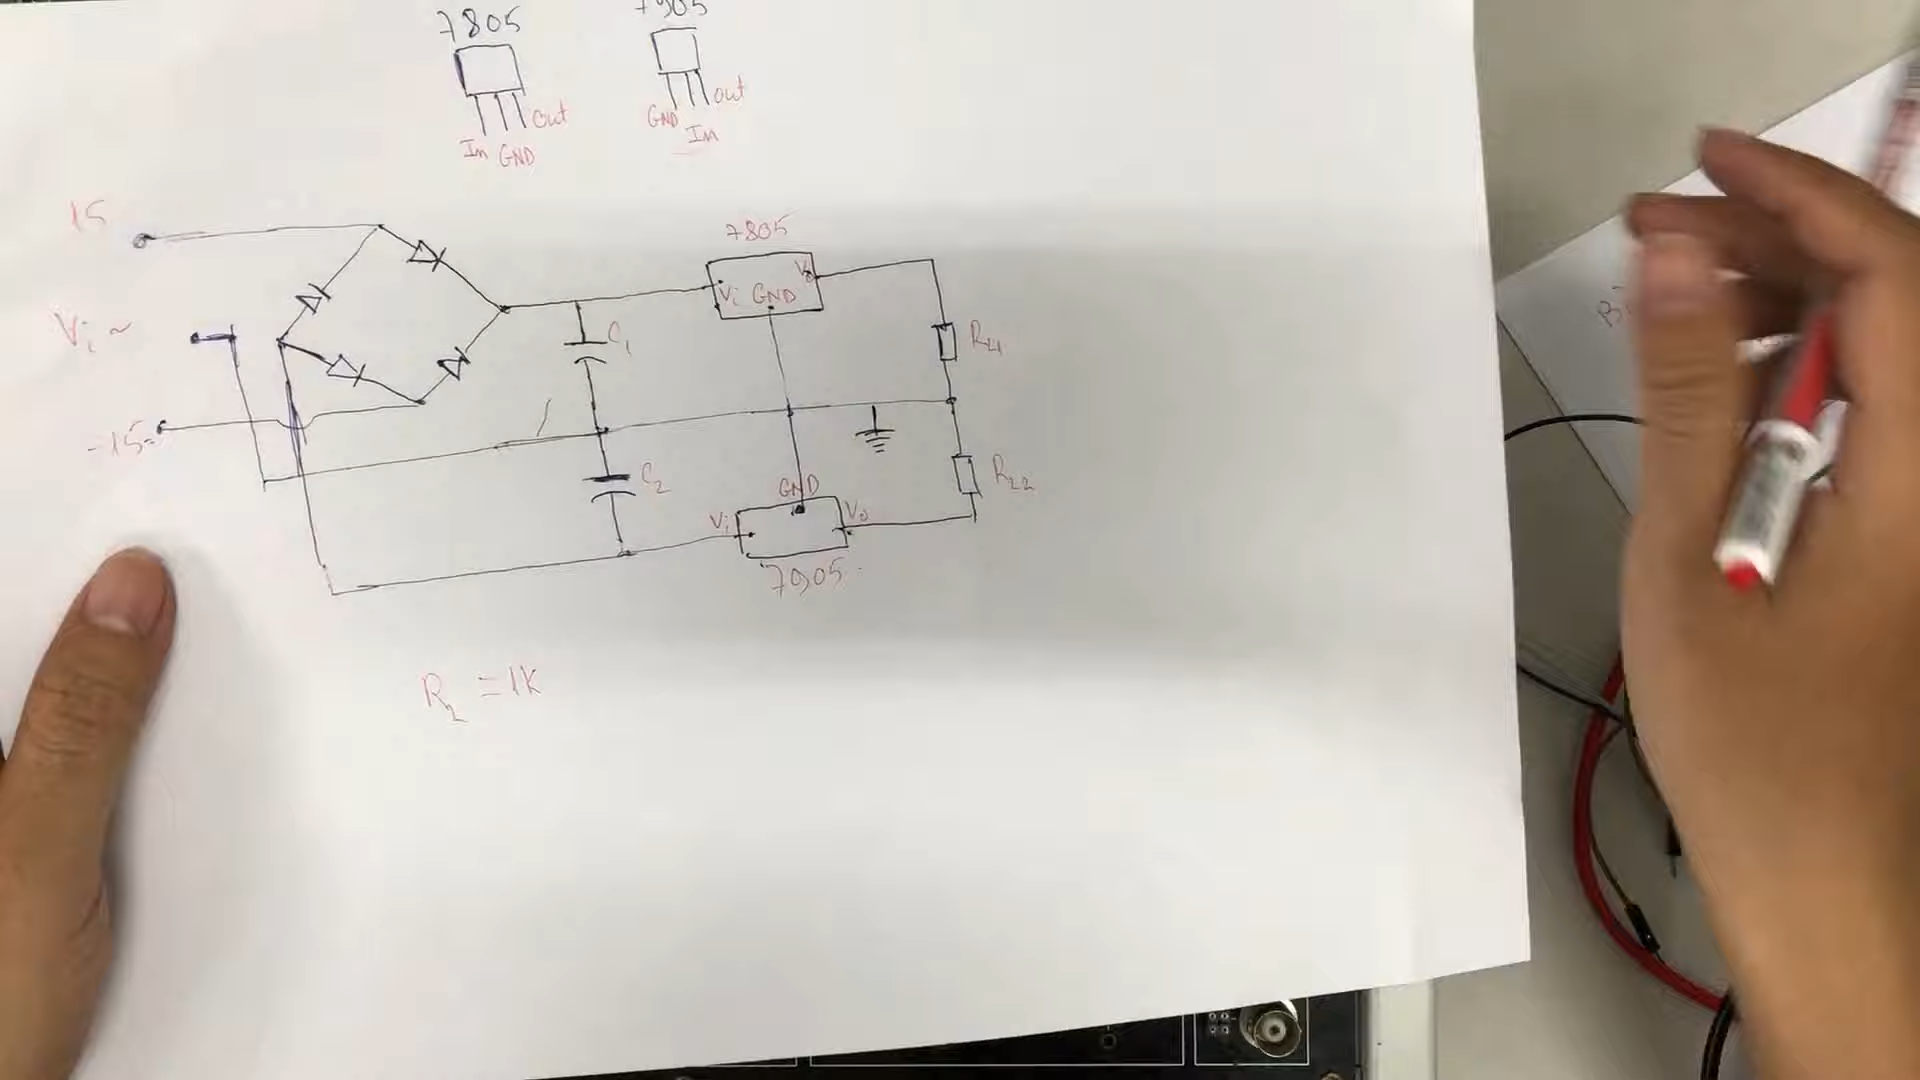 7805
7905
Out
In GND
out
GND
In
15
7805
Vi GND Vo
Vi ~
C1
RL1
-15
C2
GND
RL2
Vi
Vo
7905
RL = 1K